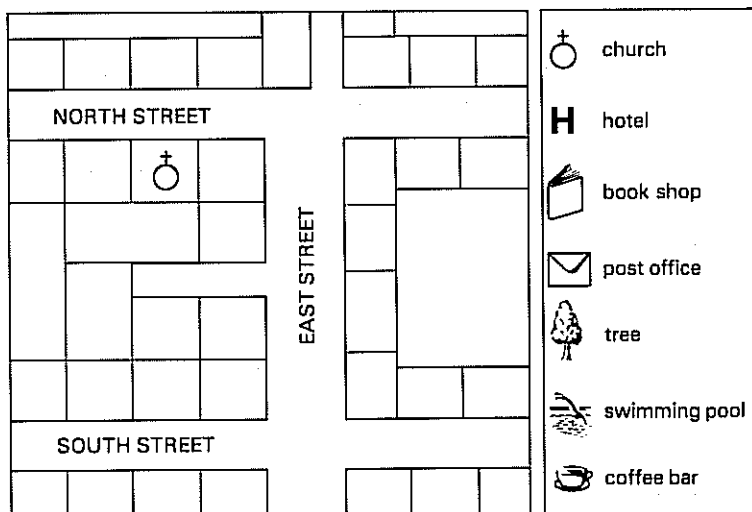 NORTH STREET
EAST STREET
SOUTH STREET
church
H hotel
book shop
post office
tree
swimming pool
coffee bar